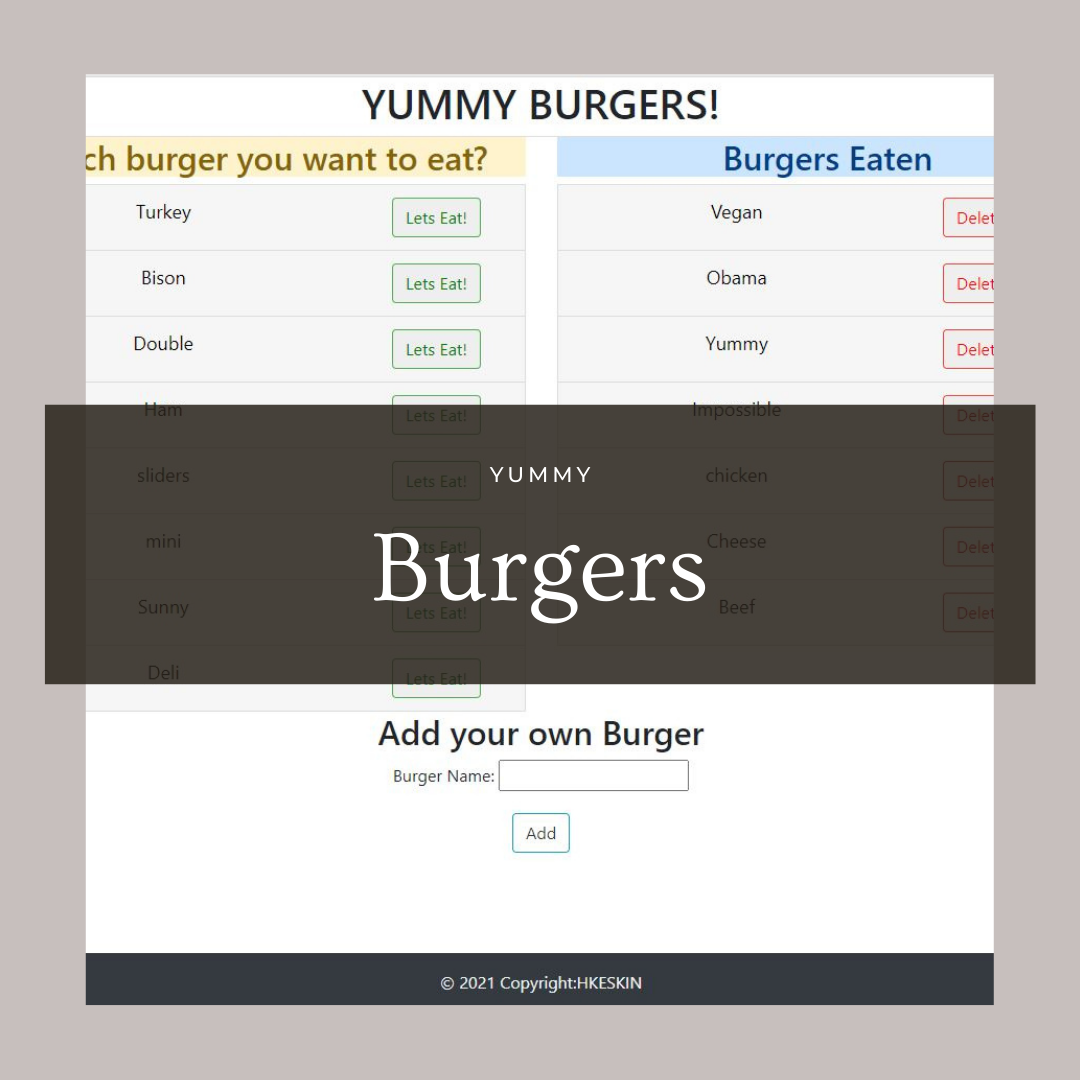 YUMMY BURGERS!
ch burger you want to eat?
Turkey Lets Eat!
Bison Lets Eat!
Double Lets Eat!
Ham Lets Eat!
sliders Lets Eat!
mini Lets Eat!
Sunny Lets Eat!
Deli Lets Eat!
Burgers Eaten
Vegan Delet
Obama Delet
Yummy Delet
Impossible Delet
chicken Delet
Cheese Delet
Beef Delet
YUMMY
Burgers
Add your own Burger
Burger Name:
Add
© 2021 Copyright:HKESKIN